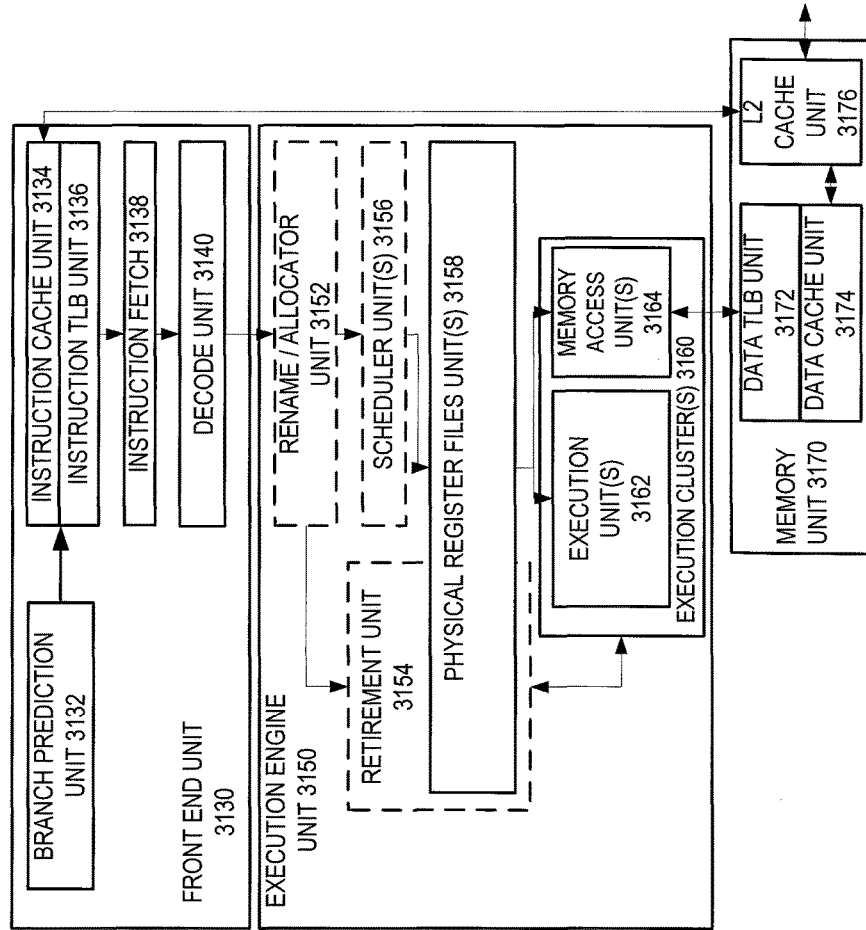 BRANCH PREDICTION
UNIT 3132
INSTRUCTION CACHE UNIT 3134
INSTRUCTION TLB UNIT 3136
INSTRUCTION FETCH 3138
DECODE UNIT 3140
FRONT END UNIT
3130
EXECUTION ENGINE
UNIT 3150
RENAME / ALLOCATOR
UNIT 3152
RETIREMENT UNIT
3154
SCHEDULER UNIT(S) 3156
PHYSICAL REGISTER FILES UNIT(S) 3158
EXECUTION
UNIT(S)
3162
MEMORY
ACCESS
UNIT(S)
3164
EXECUTION CLUSTER(S) 3160
MEMORY
UNIT 3170
DATA TLB UNIT
3172
DATA CACHE UNIT
3174
L2
CACHE
UNIT
3176